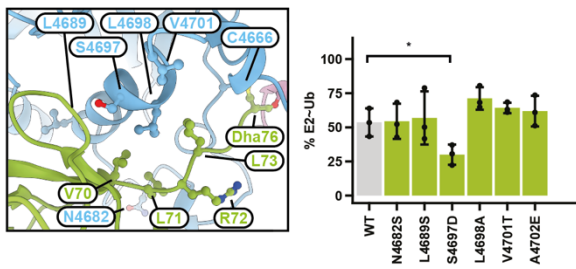 L4689
L4698
V4701
S4697
C4666
Dha76
L73
V70
N4682
L71
R72
% E2~Ub
100
75
50
25
0
*
WT
N4682S
L4689S
S4697D
L4698A
V4701T
A4702E